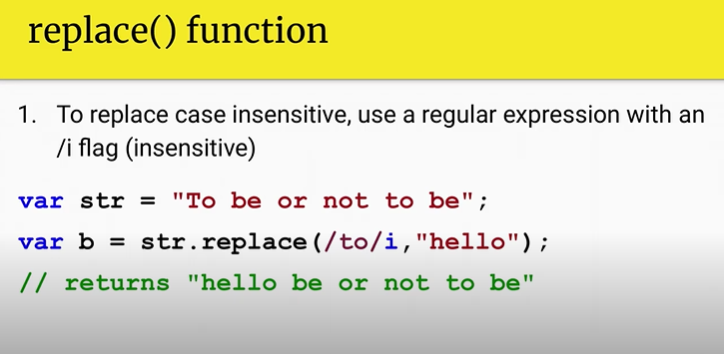 replace() function
1. To replace case insensitive, use a regular expression with an
/i flag (insensitive)
var str = "To be or not to be";
var b = str.replace(/to/i,"hello");
// returns "hello be or not to be"